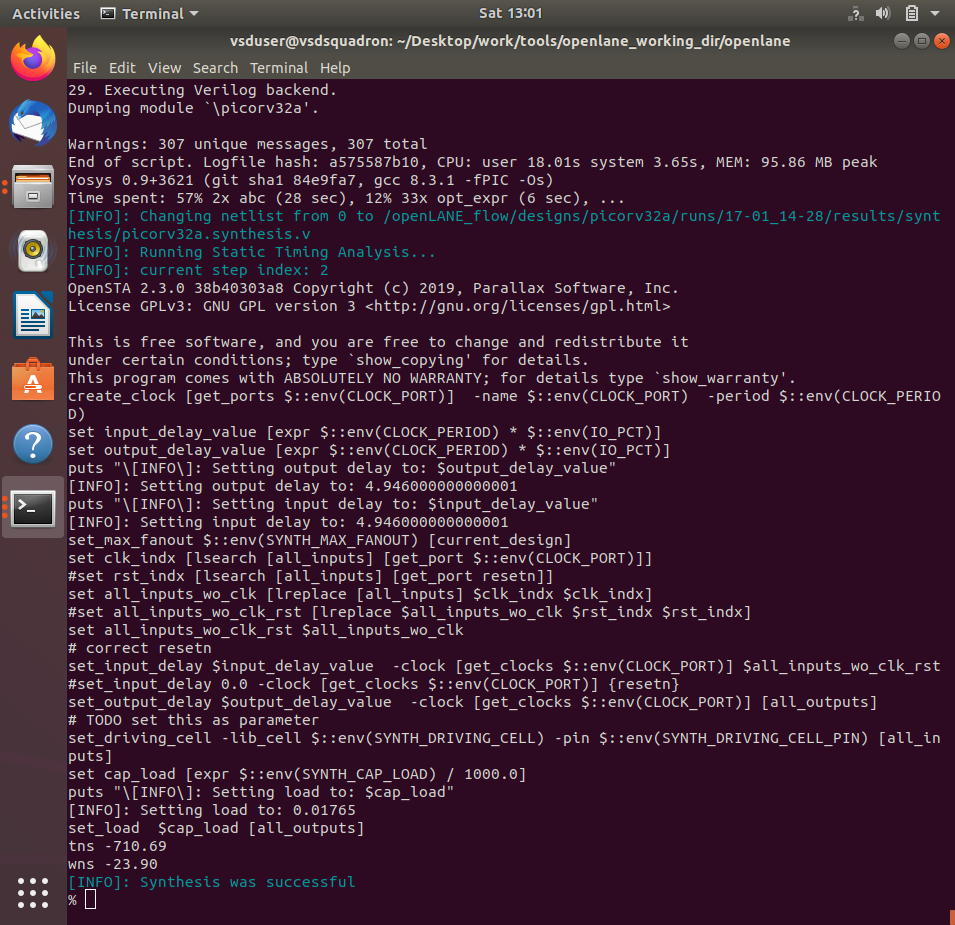 Activities Terminal Sat 13:01
vsduser@vsdsquadron: ~/Desktop/work/tools/openlane_working_dir/openlane
File Edit View Search Terminal Help
29. Executing Verilog backend.
Dumping module `\picorv32a'.
Warnings: 307 unique messages, 307 total
End of script. Logfile hash: a575587b10, CPU: user 18.01s system 3.65s, MEM: 95.86 MB peak
Yosys 0.9+3621 (git sha1 84e9fa7, gcc 8.3.1 -fPIC -Os)
Time spent: 57% 2x abc (28 sec), 12% 33x opt_expr (6 sec), ...
[INFO]: Changing netlist from 0 to /openLANE_flow/designs/picorv32a/runs/17-01_14-28/results/synt
hesis/picorv32a.synthesis.v
[INFO]: Running Static Timing Analysis...
[INFO]: current step index: 2
OpenSTA 2.3.0 38b40303a8 Copyright (c) 2019, Parallax Software, Inc.
License GPLv3: GNU GPL version 3 <http://gnu.org/licenses/gpl.html>
This is free software, and you are free to change and redistribute it
under certain conditions; type `show_copying' for details.
This program comes with ABSOLUTELY NO WARRANTY; for details type `show_warranty'.
create_clock [get_ports $::env(CLOCK_PORT)]  -name $::env(CLOCK_PORT)  -period $::env(CLOCK_PERIO
D)
set input_delay_value [expr $::env(CLOCK_PERIOD) * $::env(IO_PCT)]
set output_delay_value [expr $::env(CLOCK_PERIOD) * $::env(IO_PCT)]
puts "\[INFO\]: Setting output delay to: $output_delay_value"
[INFO]: Setting output delay to: 4.946000000000001
puts "\[INFO\]: Setting input delay to: $input_delay_value"
[INFO]: Setting input delay to: 4.946000000000001
set_max_fanout $::env(SYNTH_MAX_FANOUT) [current_design]
set clk_indx [lsearch [all_inputs] [get_port $::env(CLOCK_PORT)]]
#set rst_indx [lsearch [all_inputs] [get_port resetn]]
set all_inputs_wo_clk [lreplace [all_inputs] $clk_indx $clk_indx]
#set all_inputs_wo_clk_rst [lreplace $all_inputs_wo_clk $rst_indx $rst_indx]
set all_inputs_wo_clk_rst $all_inputs_wo_clk
# correct resetn
set_input_delay $input_delay_value  -clock [get_clocks $::env(CLOCK_PORT)] $all_inputs_wo_clk_rst
#set_input_delay 0.0 -clock [get_clocks $::env(CLOCK_PORT)] {resetn}
set_output_delay $output_delay_value  -clock [get_clocks $::env(CLOCK_PORT)] [all_outputs]
# TODO set this as parameter
set_driving_cell -lib_cell $::env(SYNTH_DRIVING_CELL) -pin $::env(SYNTH_DRIVING_CELL_PIN) [all_in
puts]
set cap_load [expr $::env(SYNTH_CAP_LOAD) / 1000.0]
puts "\[INFO\]: Setting load to: $cap_load"
[INFO]: Setting load to: 0.01765
set_load  $cap_load [all_outputs]
tns -710.69
wns -23.90
[INFO]: Synthesis was successful
%